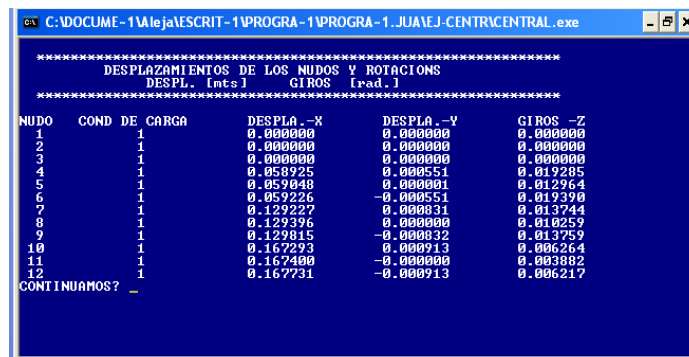 C:\DOCUME~1\Aleja\ESCRIT~1\PROGRA~1\PROGRA~1.JUA\EJ-CENTR\CENTRAL.exe
*************************************************************
DESPLAZAMIENTOS DE LOS NUDOS Y ROTACIONS
DESPL. [mts] GIROS [rad.]
*************************************************************
NUDO COND DE CARGA DESPLA.-X DESPLA.-Y GIROS -Z
1 1 0.000000 0.000000 0.000000
2 1 0.000000 0.000000 0.000000
3 1 0.000000 0.000000 0.000000
4 1 0.058925 0.000551 0.019285
5 1 0.059048 0.000001 0.012964
6 1 0.059226 -0.000551 0.019390
7 1 0.129227 0.000831 0.013744
8 1 0.129396 0.000000 0.010259
9 1 0.129815 -0.000832 0.013759
10 1 0.167293 0.000913 0.006264
11 1 0.167400 -0.000000 0.003882
12 1 0.167731 -0.000913 0.006217
CONTINUAMOS? _